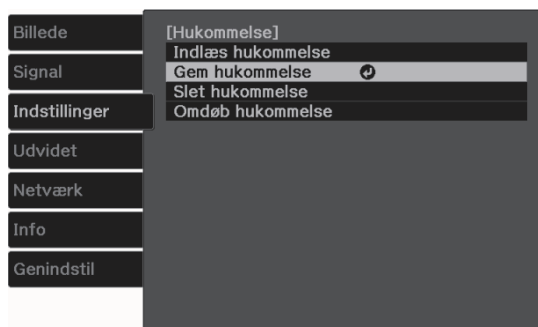 Billede
Signal
Indstillinger
Udvidet
Netværk
Info
Genindstil
[Hukommelse]
Indlæs hukommelse
Gem hukommelse
Slet hukommelse
Omdøb hukommelse